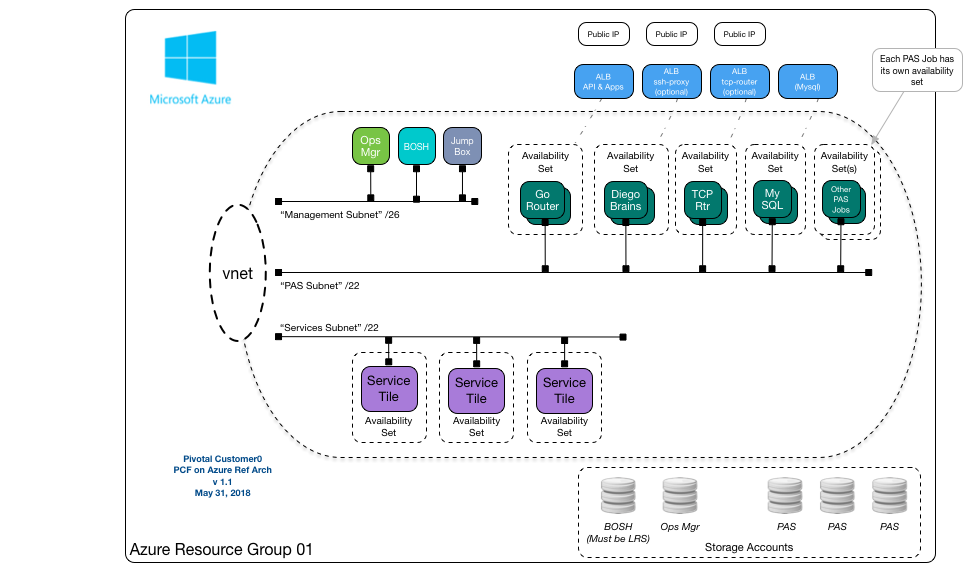 Public IP
Public IP
Public IP
Each PAS Job has
its own availability
set
ALB
API & Apps
ALB
ssh-proxy
(optional)
ALB
tcp-router
(optional)
ALB
(Mysql)
Microsoft Azure
Ops
Mgr
BOSH
Jump
Box
Availability
Set
Availability
Set
Availability
Set
Availability
Set
Availability
Set(s)
Go
Router
Diego
Brains
TCP
Rtr
My
SQL
Other
PAS
Jobs
“Management Subnet” /26
vnet
“PAS Subnet” /22
“Services Subnet” /22
Service
Tile
Service
Tile
Service
Tile
Availability
Set
Availability
Set
Availability
Set
Pivotal Customer0
PCF on Azure Ref Arch
v 1.1
May 31, 2018
BOSH
(Must be LRS)
Ops Mgr
PAS
PAS
PAS
Storage Accounts
Azure Resource Group 01